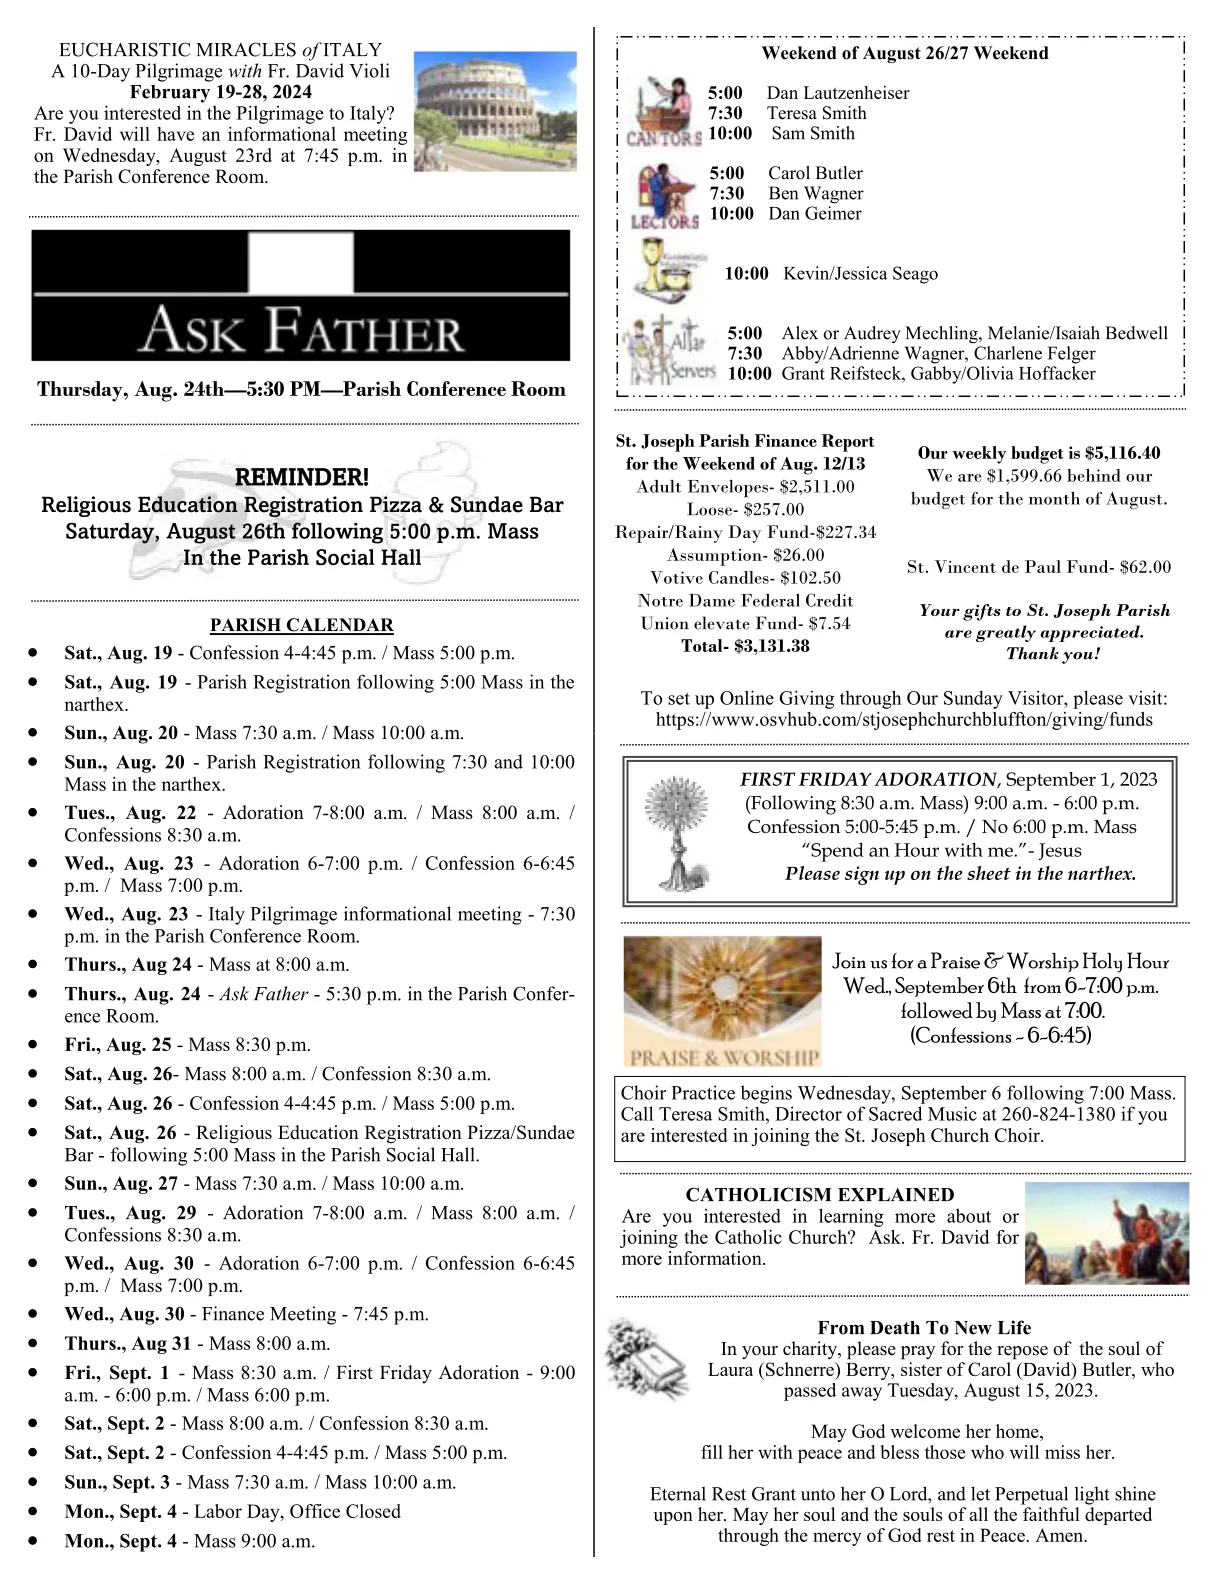 EUCHARISTIC MIRACLES of ITALY
A 10-Day Pilgrimage with Fr. David Violi
February 19-28, 2024
Are you interested in the Pilgrimage to Italy?
Fr. David will have an informational meeting
on Wednesday, August 23rd at 7:45 p.m. in
the Parish Conference Room.
ASK FATHER
Thursday, Aug. 24th—5:30 PM—Parish Conference Room
REMINDER!
Religious Education Registration Pizza & Sundae Bar
Saturday, August 26th following 5:00 p.m. Mass
In the Parish Social Hall
PARISH CALENDAR
• Sat., Aug. 19 - Confession 4-4:45 p.m. / Mass 5:00 p.m.
• Sat., Aug. 19 - Parish Registration following 5:00 Mass in the
narthex.
• Sun., Aug. 20 - Mass 7:30 a.m. / Mass 10:00 a.m.
• Sun., Aug. 20 - Parish Registration following 7:30 and 10:00
Mass in the narthex.
• Tues., Aug. 22 - Adoration 7-8:00 a.m. / Mass 8:00 a.m. /
Confessions 8:30 a.m.
• Wed., Aug. 23 - Adoration 6-7:00 p.m. / Confession 6-6:45
p.m. / Mass 7:00 p.m.
• Wed., Aug. 23 - Italy Pilgrimage informational meeting - 7:30
p.m. in the Parish Conference Room.
• Thurs., Aug 24 - Mass at 8:00 a.m.
• Thurs., Aug. 24 - Ask Father - 5:30 p.m. in the Parish Confer-
ence Room.
• Fri., Aug. 25 - Mass 8:30 p.m.
• Sat., Aug. 26- Mass 8:00 a.m. / Confession 8:30 a.m.
• Sat., Aug. 26 - Confession 4-4:45 p.m. / Mass 5:00 p.m.
• Sat., Aug. 26 - Religious Education Registration Pizza/Sundae
Bar - following 5:00 Mass in the Parish Social Hall.
• Sun., Aug. 27 - Mass 7:30 a.m. / Mass 10:00 a.m.
• Tues., Aug. 29 - Adoration 7-8:00 a.m. / Mass 8:00 a.m. /
Confessions 8:30 a.m.
• Wed., Aug. 30 - Adoration 6-7:00 p.m. / Confession 6-6:45
p.m. / Mass 7:00 p.m.
• Wed., Aug. 30 - Finance Meeting - 7:45 p.m.
• Thurs., Aug 31 - Mass 8:00 a.m.
• Fri., Sept. 1 - Mass 8:30 a.m. / First Friday Adoration - 9:00
a.m. - 6:00 p.m. / Mass 6:00 p.m.
• Sat., Sept. 2 - Mass 8:00 a.m. / Confession 8:30 a.m.
• Sat., Sept. 2 - Confession 4-4:45 p.m. / Mass 5:00 p.m.
• Sun., Sept. 3 - Mass 7:30 a.m. / Mass 10:00 a.m.
• Mon., Sept. 4 - Labor Day, Office Closed
• Mon., Sept. 4 - Mass 9:00 a.m.
Weekend of August 26/27 Weekend
CANTORS
5:00 Dan Lautzenheiser
7:30 Teresa Smith
10:00 Sam Smith
LECTORS
5:00 Carol Butler
7:30 Ben Wagner
10:00 Dan Geimer
10:00 Kevin/Jessica Seago
Altar Servers
5:00 Alex or Audrey Mechling, Melanie/Isaiah Bedwell
7:30 Abby/Adrienne Wagner, Charlene Felger
10:00 Grant Reifsteck, Gabby/Olivia Hoffacker
St. Joseph Parish Finance Report
for the Weekend of Aug. 12/13
Adult Envelopes- $2,511.00
Loose- $257.00
Repair/Rainy Day Fund-$227.34
Assumption- $26.00
Votive Candles- $102.50
Notre Dame Federal Credit
Union elevate Fund- $7.54
Total- $3,131.38
Our weekly budget is $5,116.40
We are $1,599.66 behind our
budget for the month of August.
St. Vincent de Paul Fund- $62.00
Your gifts to St. Joseph Parish
are greatly appreciated.
Thank you!
To set up Online Giving through Our Sunday Visitor, please visit:
https://www.osvhub.com/stjosephchurchbluffton/giving/funds
FIRST FRIDAY ADORATION, September 1, 2023
(Following 8:30 a.m. Mass) 9:00 a.m. - 6:00 p.m.
Confession 5:00-5:45 p.m. / No 6:00 p.m. Mass
“Spend an Hour with me.”- Jesus
Please sign up on the sheet in the narthex.
PRAISE & WORSHIP
Join us for a Praise & Worship Holy Hour
Wed., September 6th from 6-7:00 p.m.
followed by Mass at 7:00.
(Confessions - 6-6:45)
Choir Practice begins Wednesday, September 6 following 7:00 Mass.
Call Teresa Smith, Director of Sacred Music at 260-824-1380 if you
are interested in joining the St. Joseph Church Choir.
CATHOLICISM EXPLAINED
Are you interested in learning more about or
joining the Catholic Church? Ask. Fr. David for
more information.
From Death To New Life
In your charity, please pray for the repose of the soul of
Laura (Schnerre) Berry, sister of Carol (David) Butler, who
passed away Tuesday, August 15, 2023.
May God welcome her home,
fill her with peace and bless those who will miss her.
Eternal Rest Grant unto her O Lord, and let Perpetual light shine
upon her. May her soul and the souls of all the faithful departed
through the mercy of God rest in Peace. Amen.